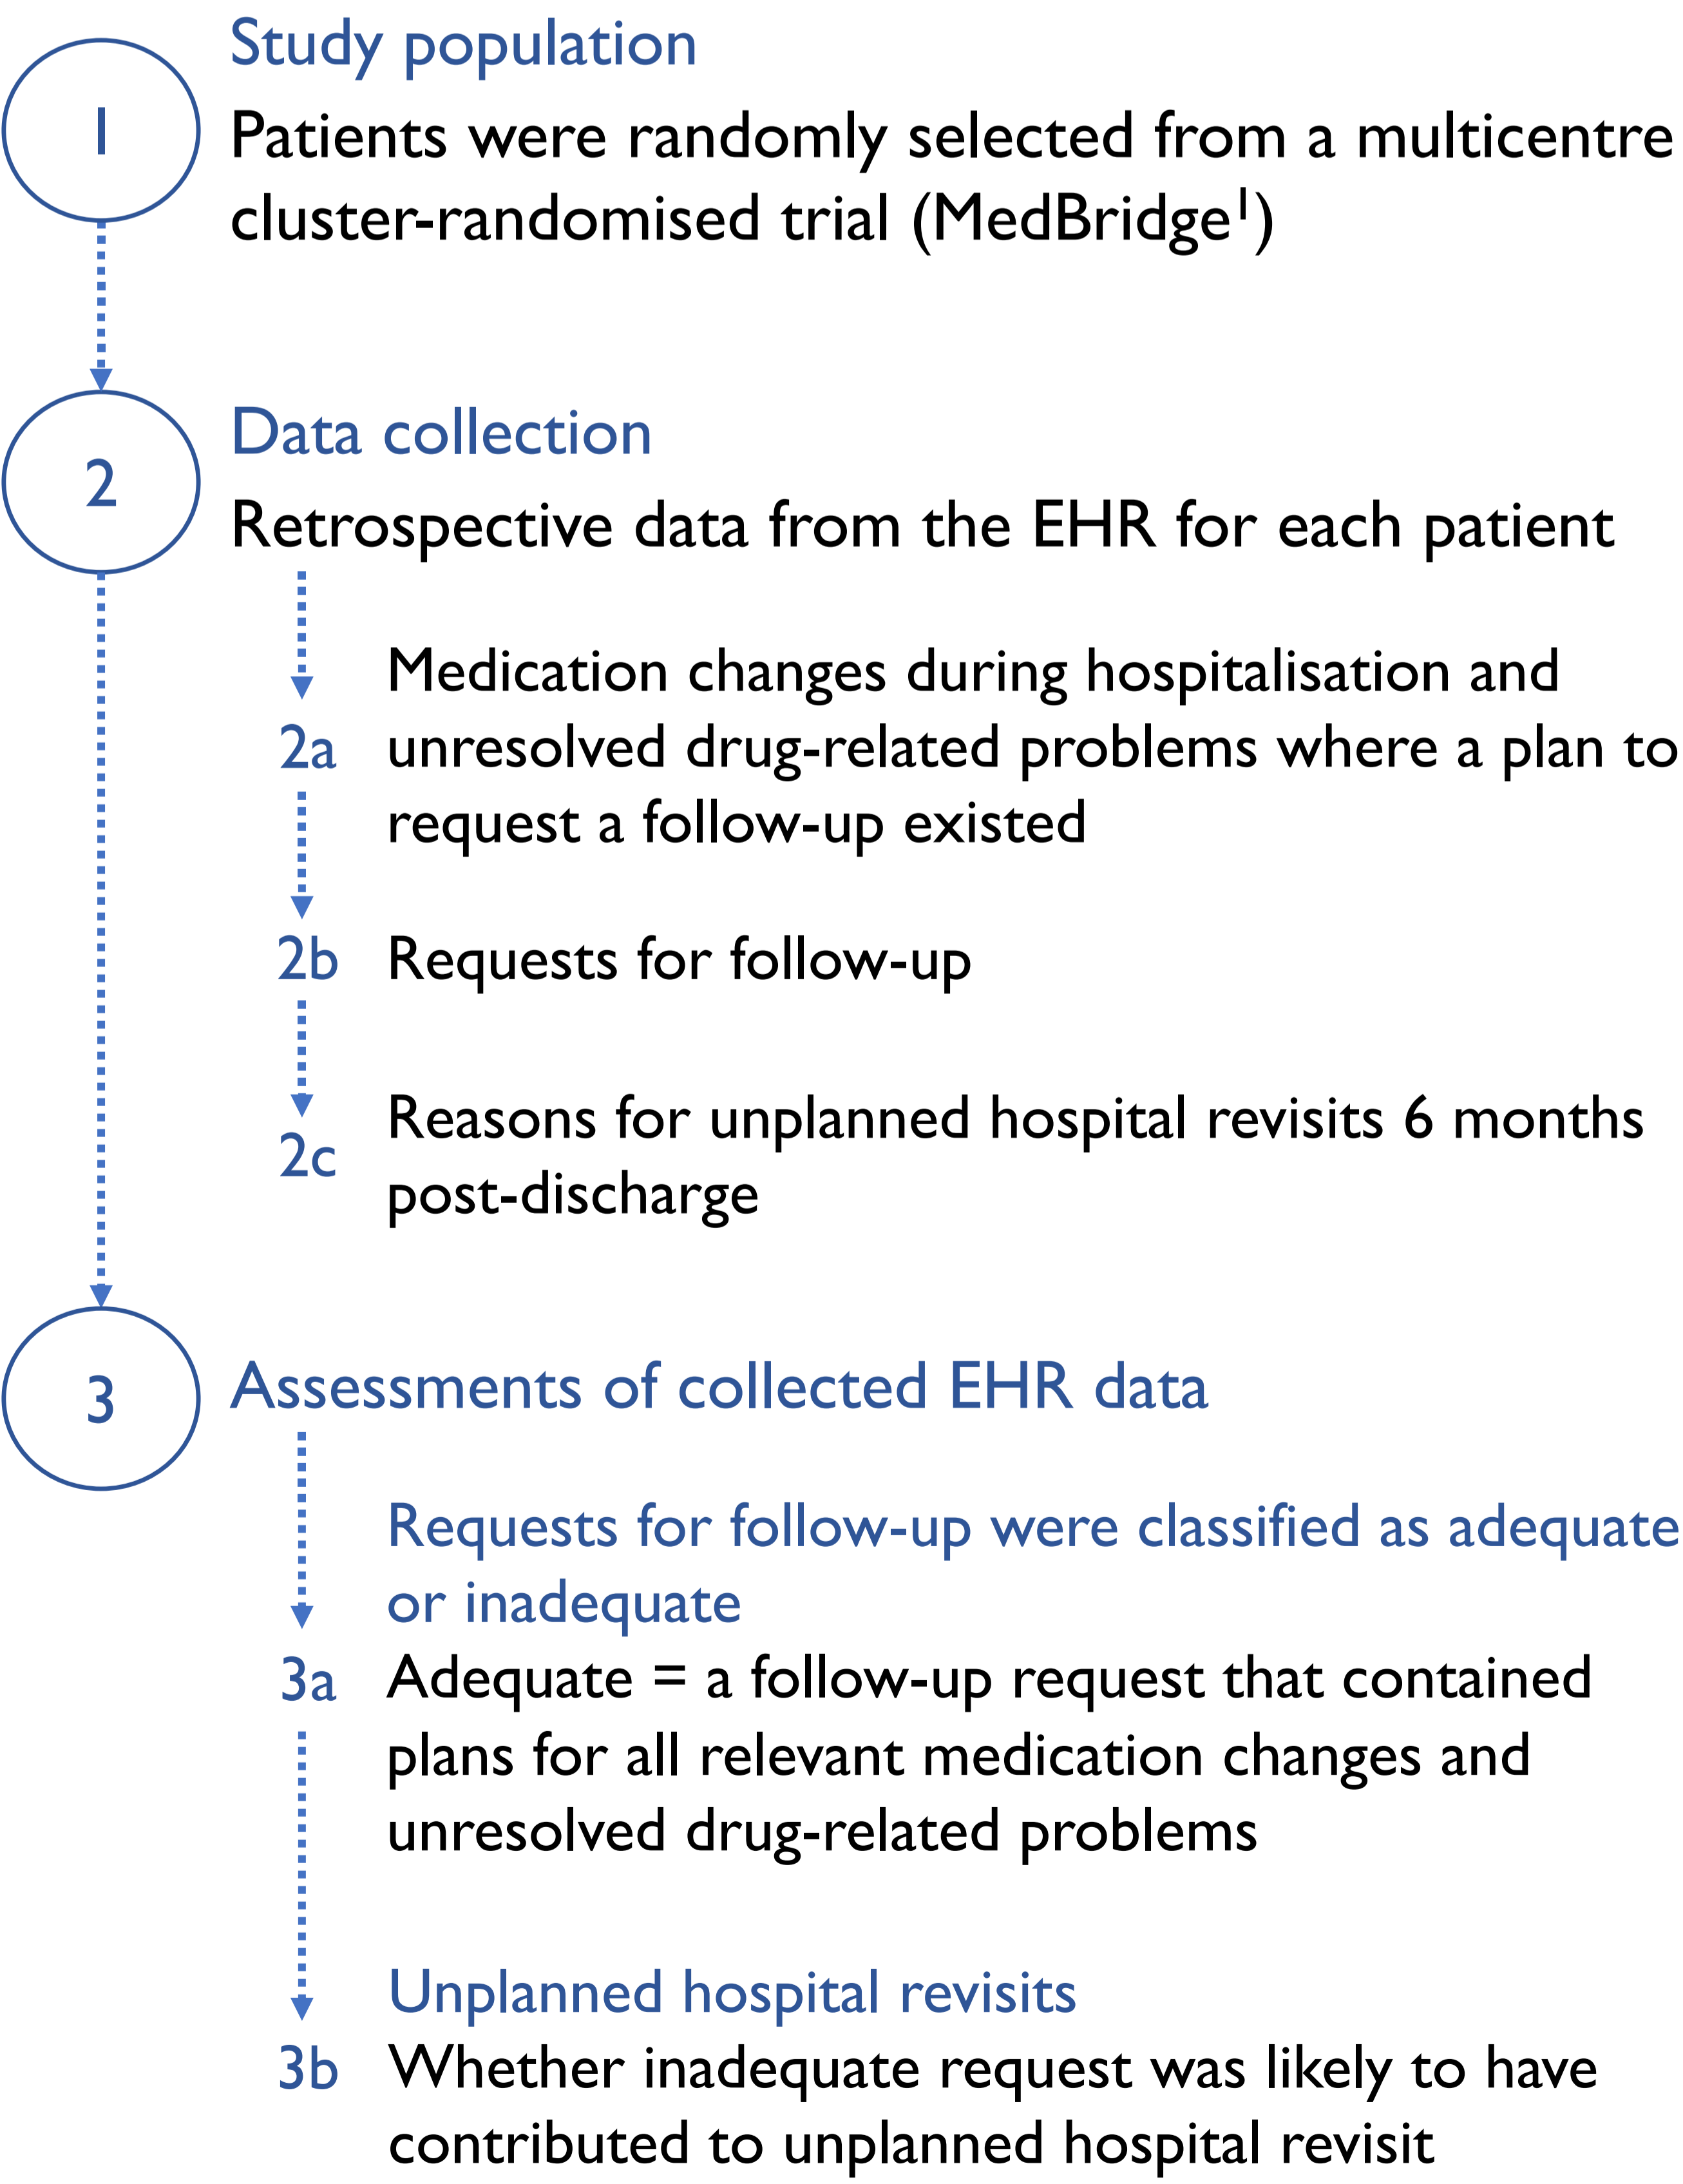 1
Study population
Patients were randomly selected from a multicentre
cluster-randomised trial (MedBridge¹)
2
Data collection
Retrospective data from the EHR for each patient
2a
Medication changes during hospitalisation and
unresolved drug-related problems where a plan to
request a follow-up existed
2b
Requests for follow-up
2c
Reasons for unplanned hospital revisits 6 months
post-discharge
3
Assessments of collected EHR data
Requests for follow-up were classified as adequate
or inadequate
3a
Adequate = a follow-up request that contained
plans for all relevant medication changes and
unresolved drug-related problems
Unplanned hospital revisits
3b
Whether inadequate request was likely to have
contributed to unplanned hospital revisit